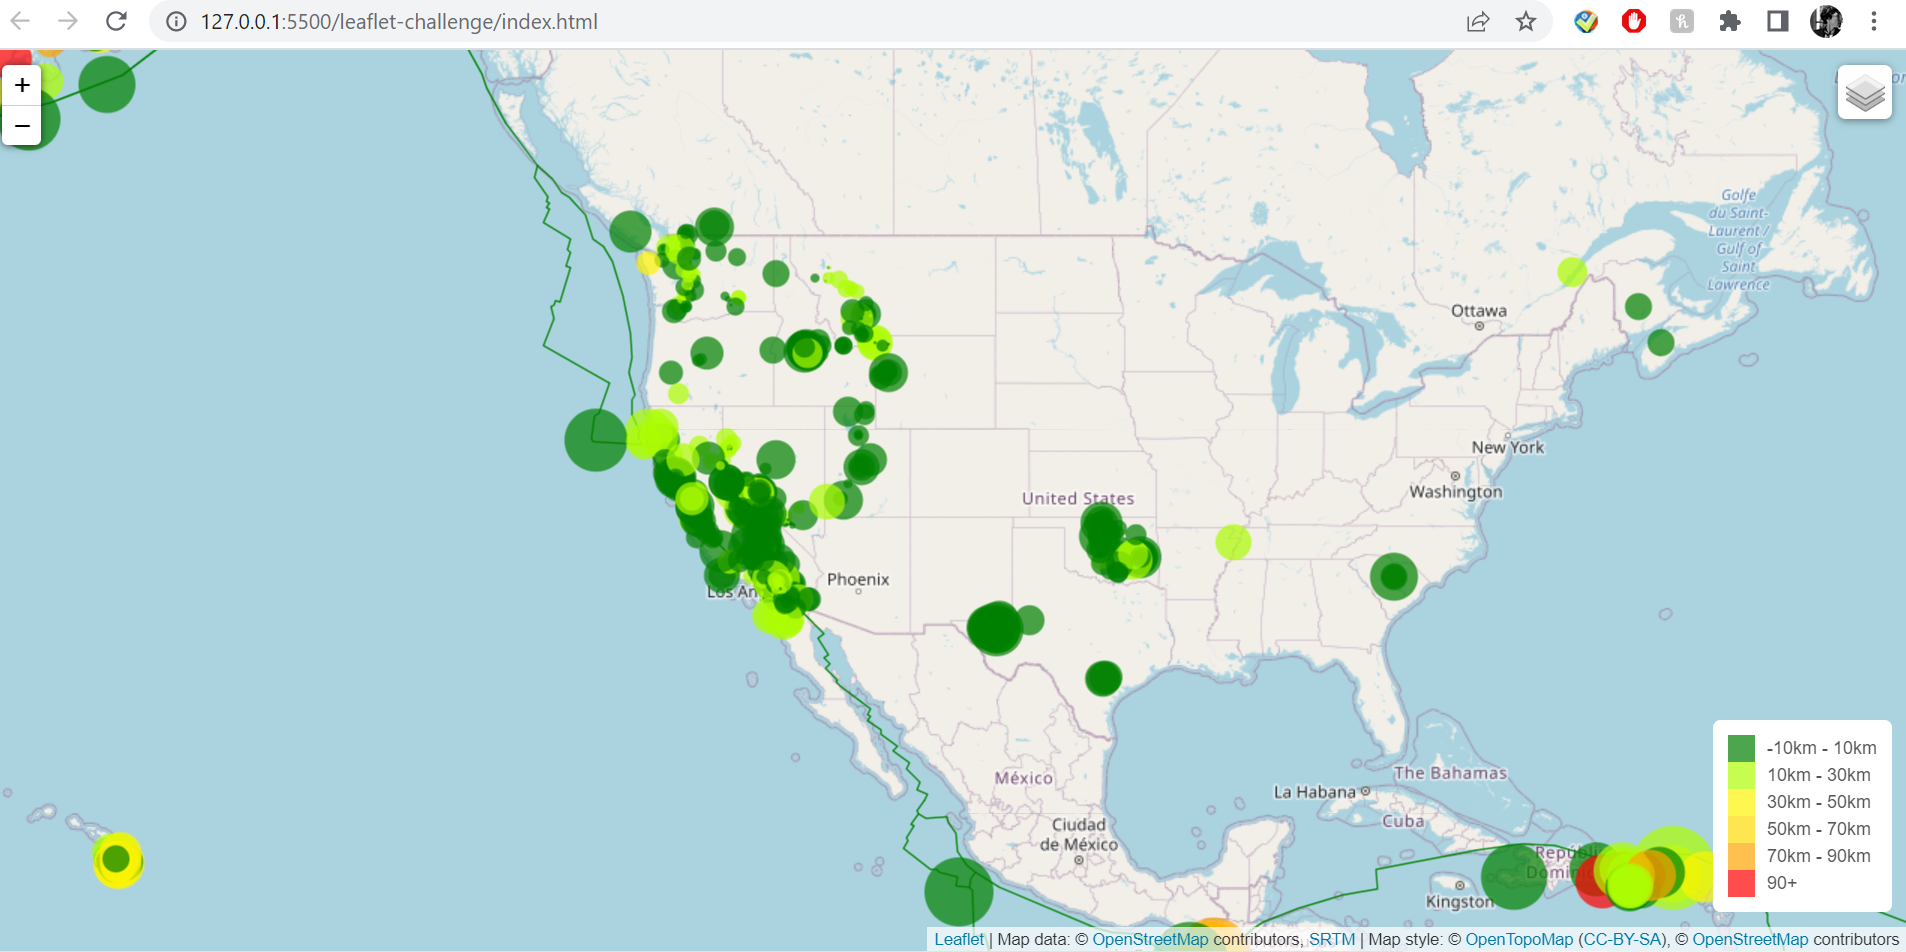 127.0.0.1:5500/leaflet-challenge/index.html
+
−
Golfe
du Saint-
Laurent /
Gulf of
Saint
Lawrence
Ottawa
New York
Washington
United States
Phoenix
Los An
México
Ciudad
de México
La Habana
The Bahamas
Cuba
Kingston
-10km - 10km
10km - 30km
30km - 50km
50km - 70km
70km - 90km
90+
Leaflet | Map data: © OpenStreetMap contributors, SRTM | Map style: © OpenTopoMap (CC-BY-SA), © OpenStreetMap contributors